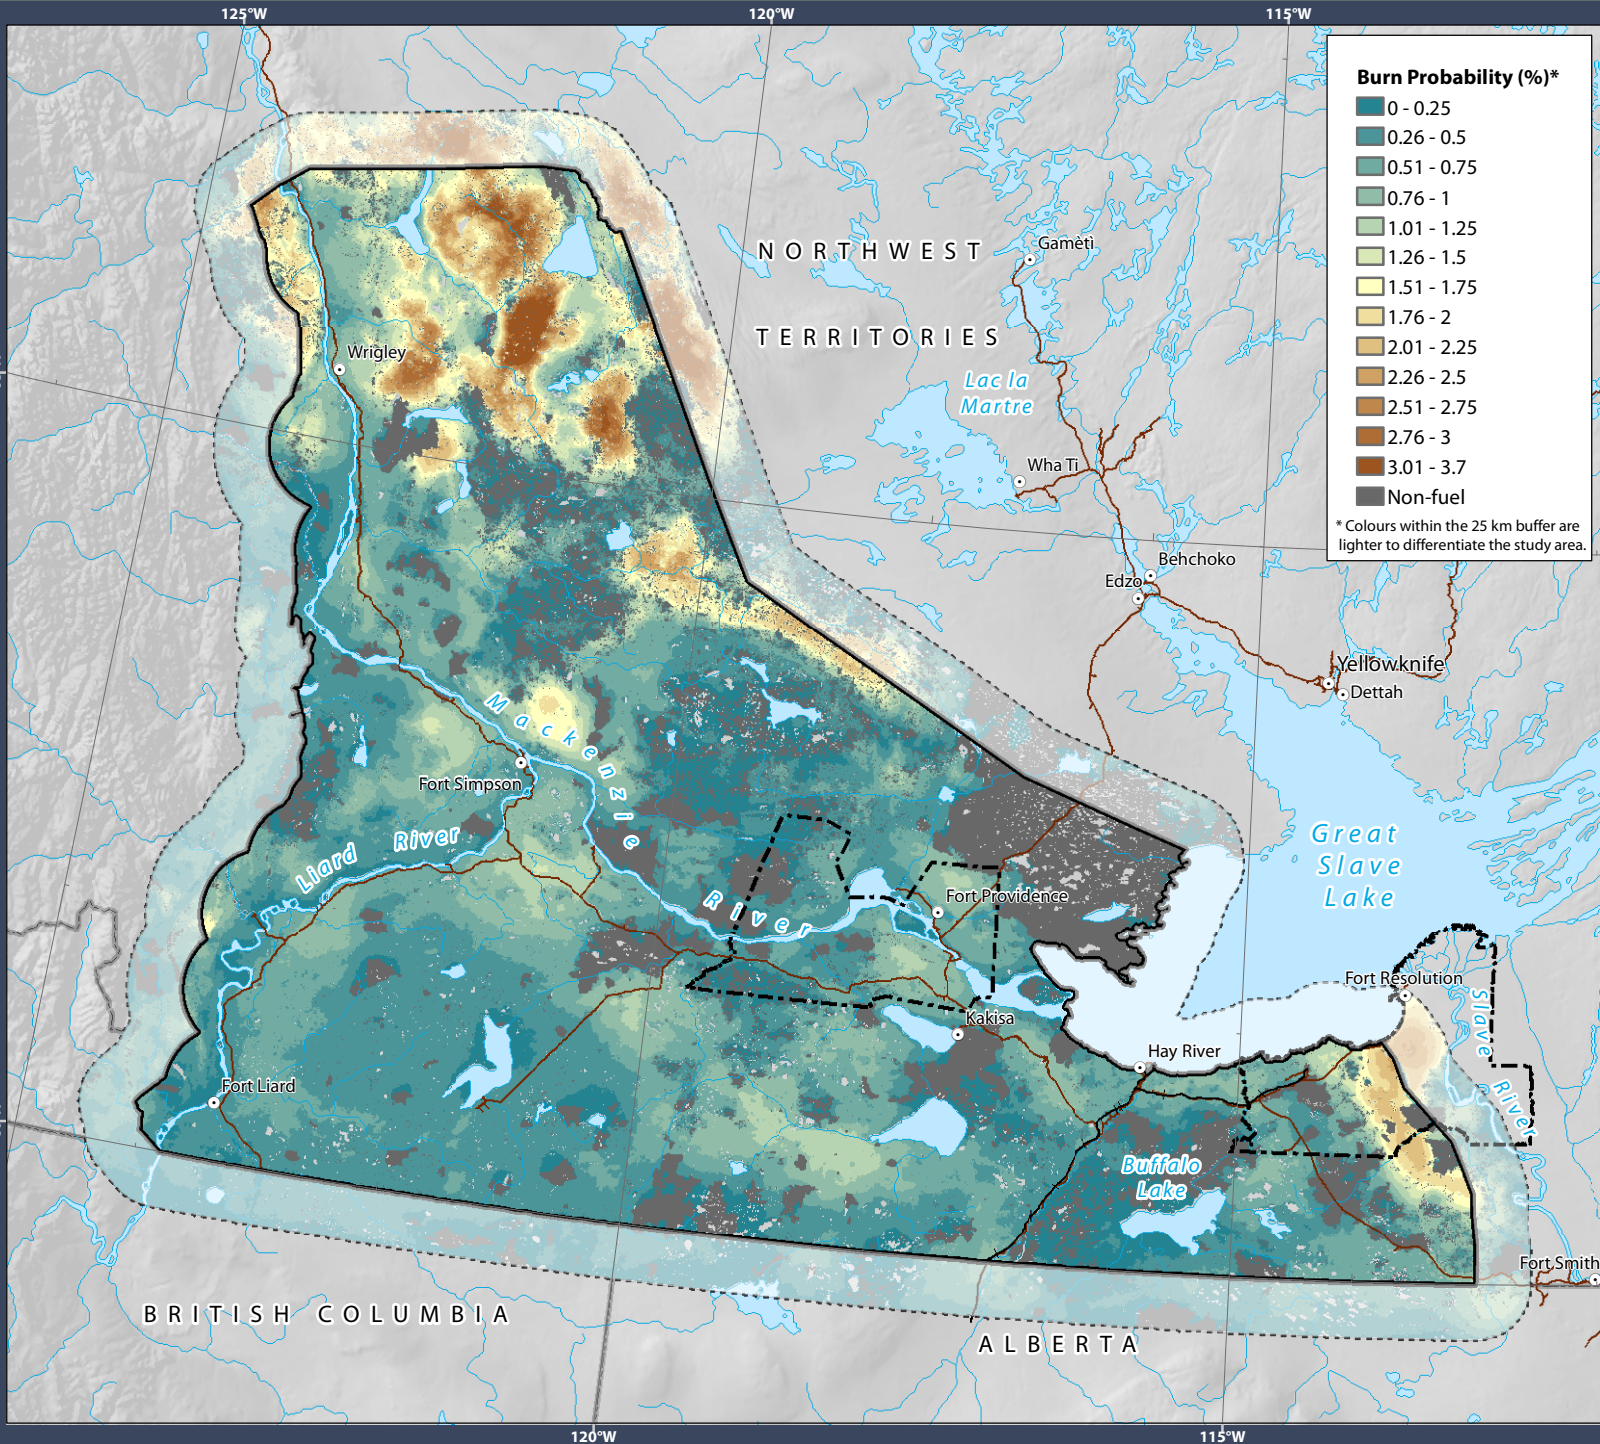 125°W
120°W
115°W
Burn Probability (%)*
0 - 0.25
0.26 - 0.5
0.51 - 0.75
0.76 - 1
1.01 - 1.25
1.26 - 1.5
1.51 - 1.75
1.76 - 2
2.01 - 2.25
2.26 - 2.5
2.51 - 2.75
2.76 - 3
3.01 - 3.7
Non-fuel
* Colours within the 25 km buffer are
lighter to differentiate the study area.
NORTHWEST
TERRITORIES
Gamètì
Wrigley
Lac la
Martre
Wha Ti
Behchoko
Edzo
Yellowknife
Dettah
Mackenzie
River
Fort Simpson
Liard River
Great
Slave
Lake
Fort Providence
Fort Resolution
Slave
River
Kakisa
Hay River
Fort Liard
Buffalo
Lake
Fort Smith
BRITISH COLUMBIA
ALBERTA
120°W
115°W